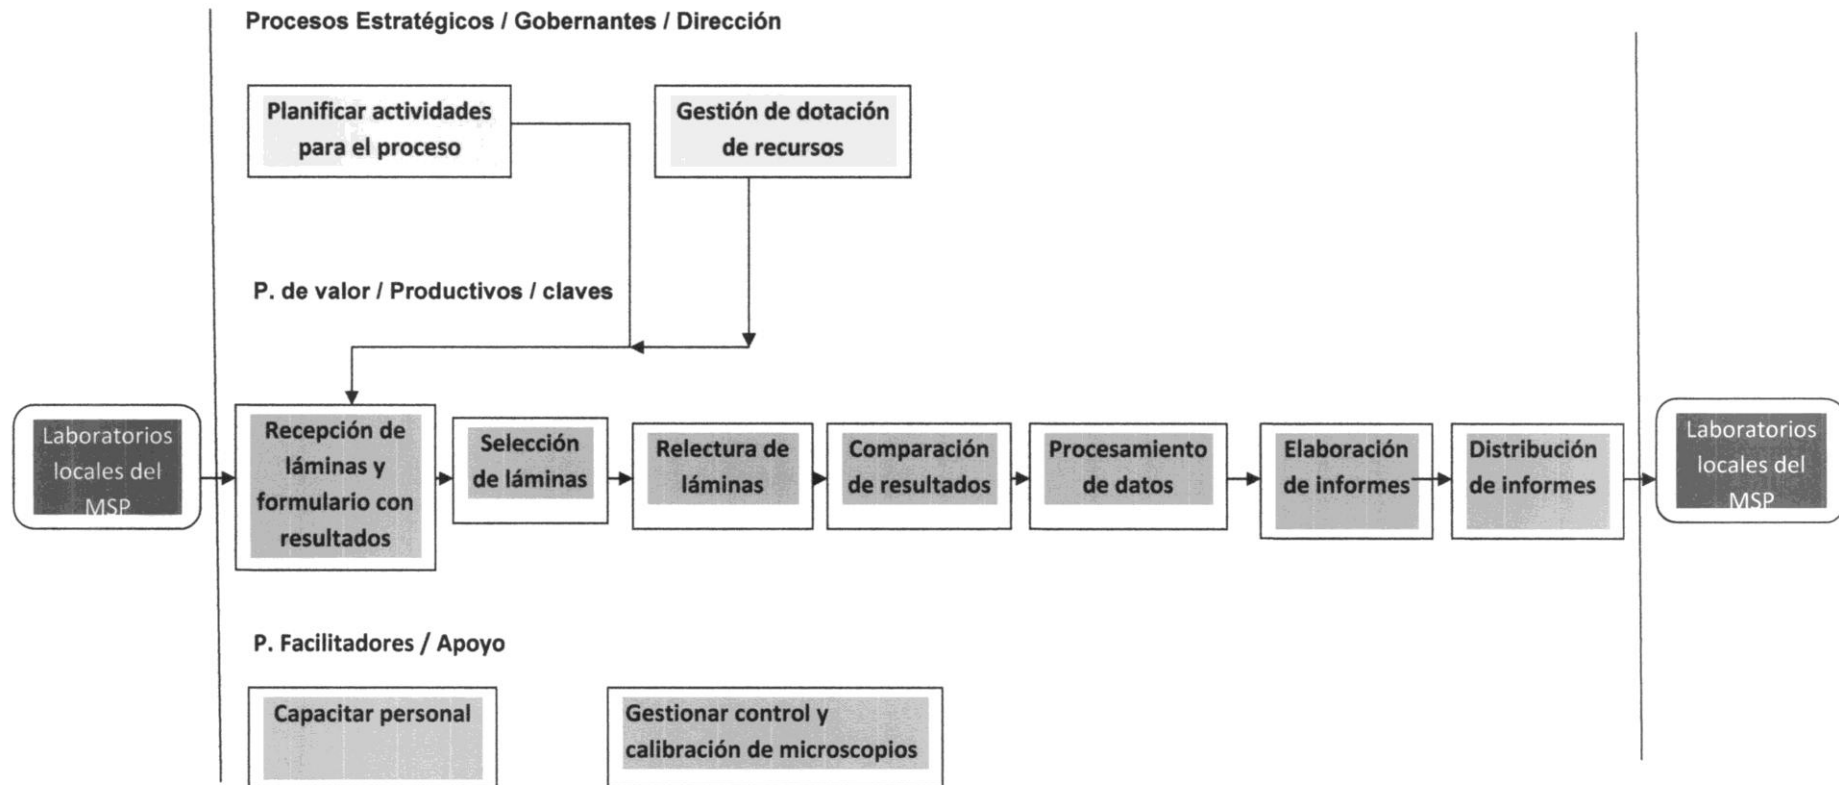 Procesos Estratégicos / Gobernantes / Dirección
Planificar actividades
para el proceso
Gestión de dotación
de recursos
P. de valor / Productivos / claves
Laboratorios
locales del
MSP
Recepción de
láminas y
formulario con
resultados
Selección
de láminas
Relectura de
láminas
Comparación
de resultados
Procesamiento
de datos
Elaboración
de informes
Distribución
de informes
Laboratorios
locales del
MSP
P. Facilitadores / Apoyo
Capacitar personal
Gestionar control y
calibración de microscopios